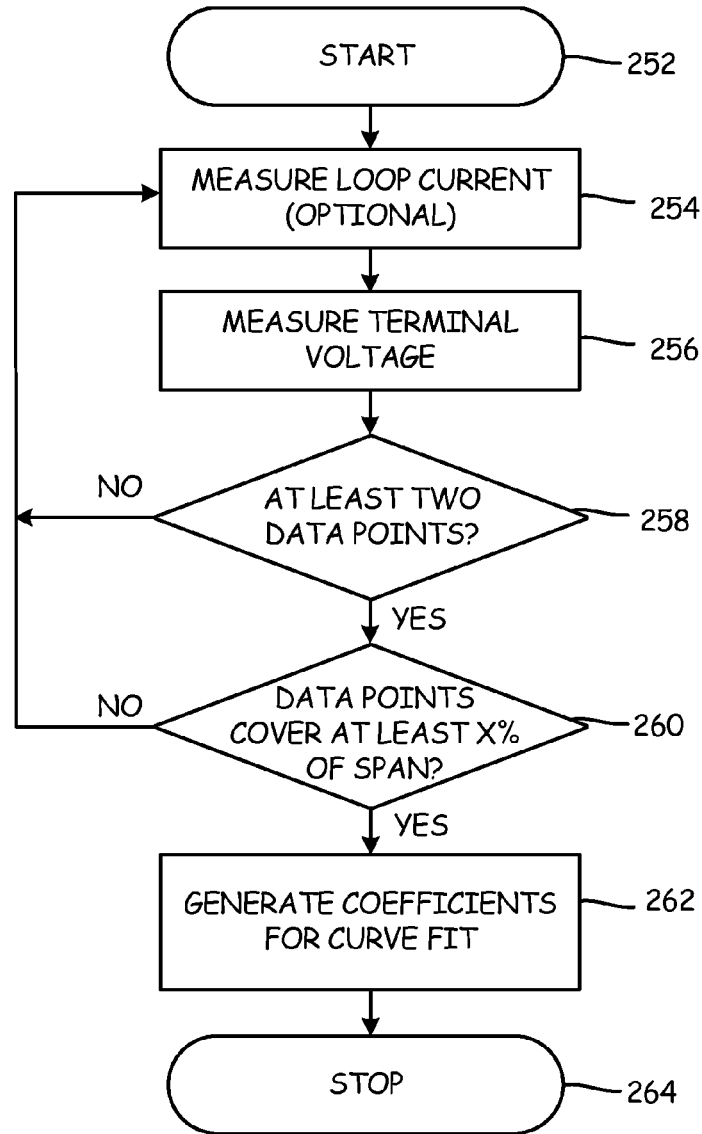 START
252
MEASURE LOOP CURRENT
(OPTIONAL)
254
MEASURE TERMINAL
VOLTAGE
256
NO
AT LEAST TWO
DATA POINTS?
258
YES
NO
DATA POINTS
COVER AT LEAST X%
OF SPAN?
260
YES
GENERATE COEFFICIENTS
FOR CURVE FIT
262
STOP
264